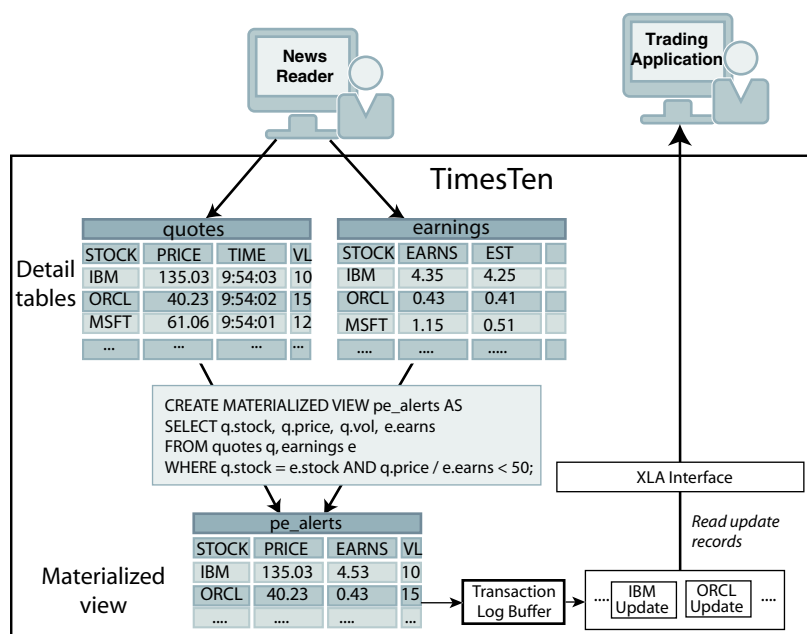 News
Reader
Trading
Application
TimesTen
Detail
tables
quotes
STOCK PRICE TIME VL
IBM 135.03 9:54:03 10
ORCL 40.23 9:54:02 15
MSFT 61.06 9:54:01 12
... ... ... ...
earnings
STOCK EARNS EST
IBM 4.35 4.25
ORCL 0.43 0.41
MSFT 1.15 0.51
.... .... .....
CREATE MATERIALIZED VIEW pe_alerts AS
SELECT q.stock, q.price, q.vol, e.earns
FROM quotes q, earnings e
WHERE q.stock = e.stock AND q.price / e.earns < 50;
XLA Interface
Read update
records
Materialized
view
pe_alerts
STOCK PRICE EARNS VL
IBM 135.03 4.53 10
ORCL 40.23 0.43 15
.... .... .... ...
Transaction
Log Buffer
.... IBM
Update
ORCL
Update ....